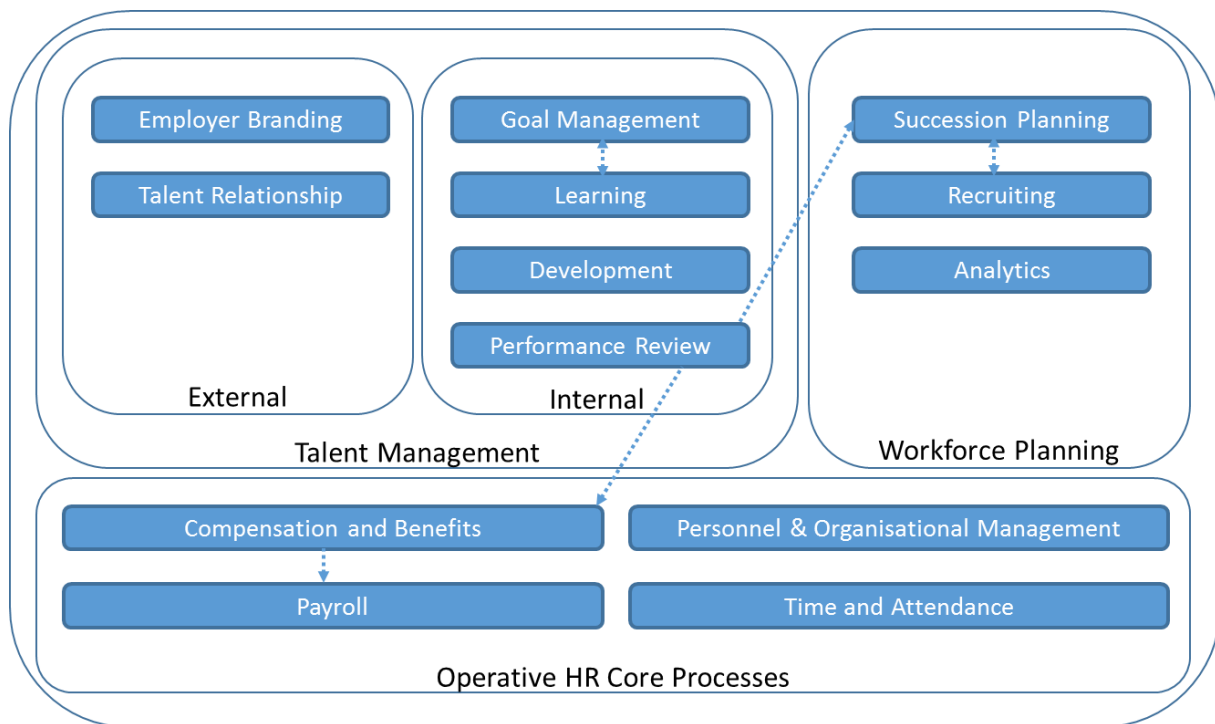 Employer Branding
Talent Relationship
External
Goal Management
Learning
Development
Performance Review
Internal
Talent Management
Succession Planning
Recruiting
Analytics
Workforce Planning
Compensation and Benefits
Payroll
Personnel & Organisational Management
Time and Attendance
Operative HR Core Processes